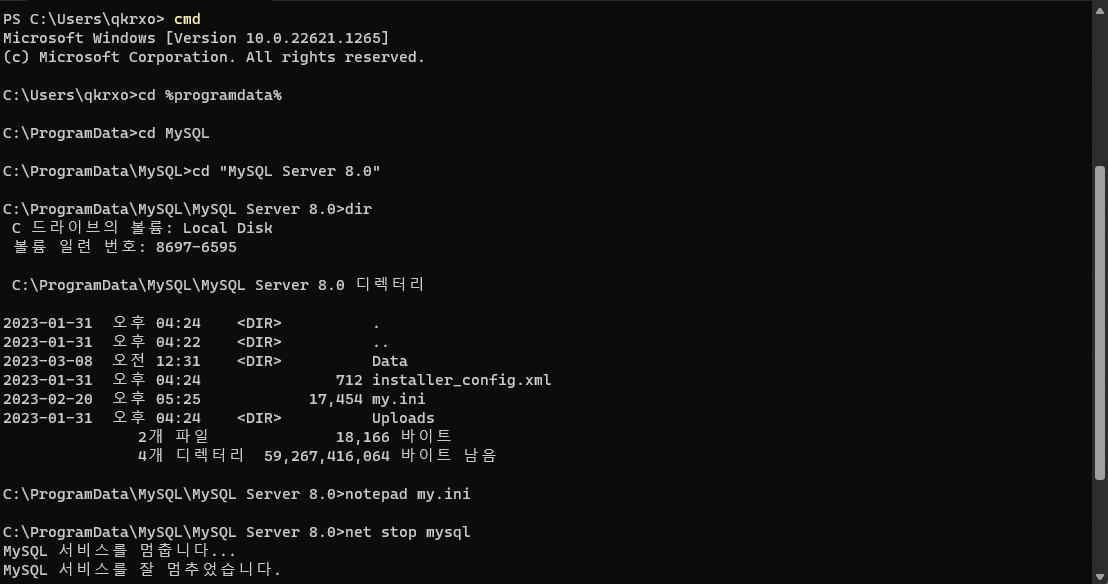 PS C:\Users\qkrxo> cmd
Microsoft Windows [Version 10.0.22621.1265]
(c) Microsoft Corporation. All rights reserved.
C:\Users\qkrxo>cd %programdata%
C:\ProgramData>cd MySQL
C:\ProgramData\MySQL>cd "MySQL Server 8.0"
C:\ProgramData\MySQL\MySQL Server 8.0>dir
C 드라이브의 볼륨: Local Disk
볼륨 일련 번호: 8697-6595
C:\ProgramData\MySQL\MySQL Server 8.0 디렉터리
2023-01-31 오후 04:24 <DIR> .
2023-01-31 오후 04:22 <DIR> ..
2023-03-08 오전 12:31 <DIR> Data
2023-01-31 오후 04:24 712 installer_config.xml
2023-02-20 오후 05:25 17,454 my.ini
2023-01-31 오후 04:24 <DIR> Uploads
2개 파일 18,166 바이트
4개 디렉터리 59,267,416,064 바이트 남음
C:\ProgramData\MySQL\MySQL Server 8.0>notepad my.ini
C:\ProgramData\MySQL\MySQL Server 8.0>net stop mysql
MySQL 서비스를 멈춥니다...
MySQL 서비스를 잘 멈추었습니다.